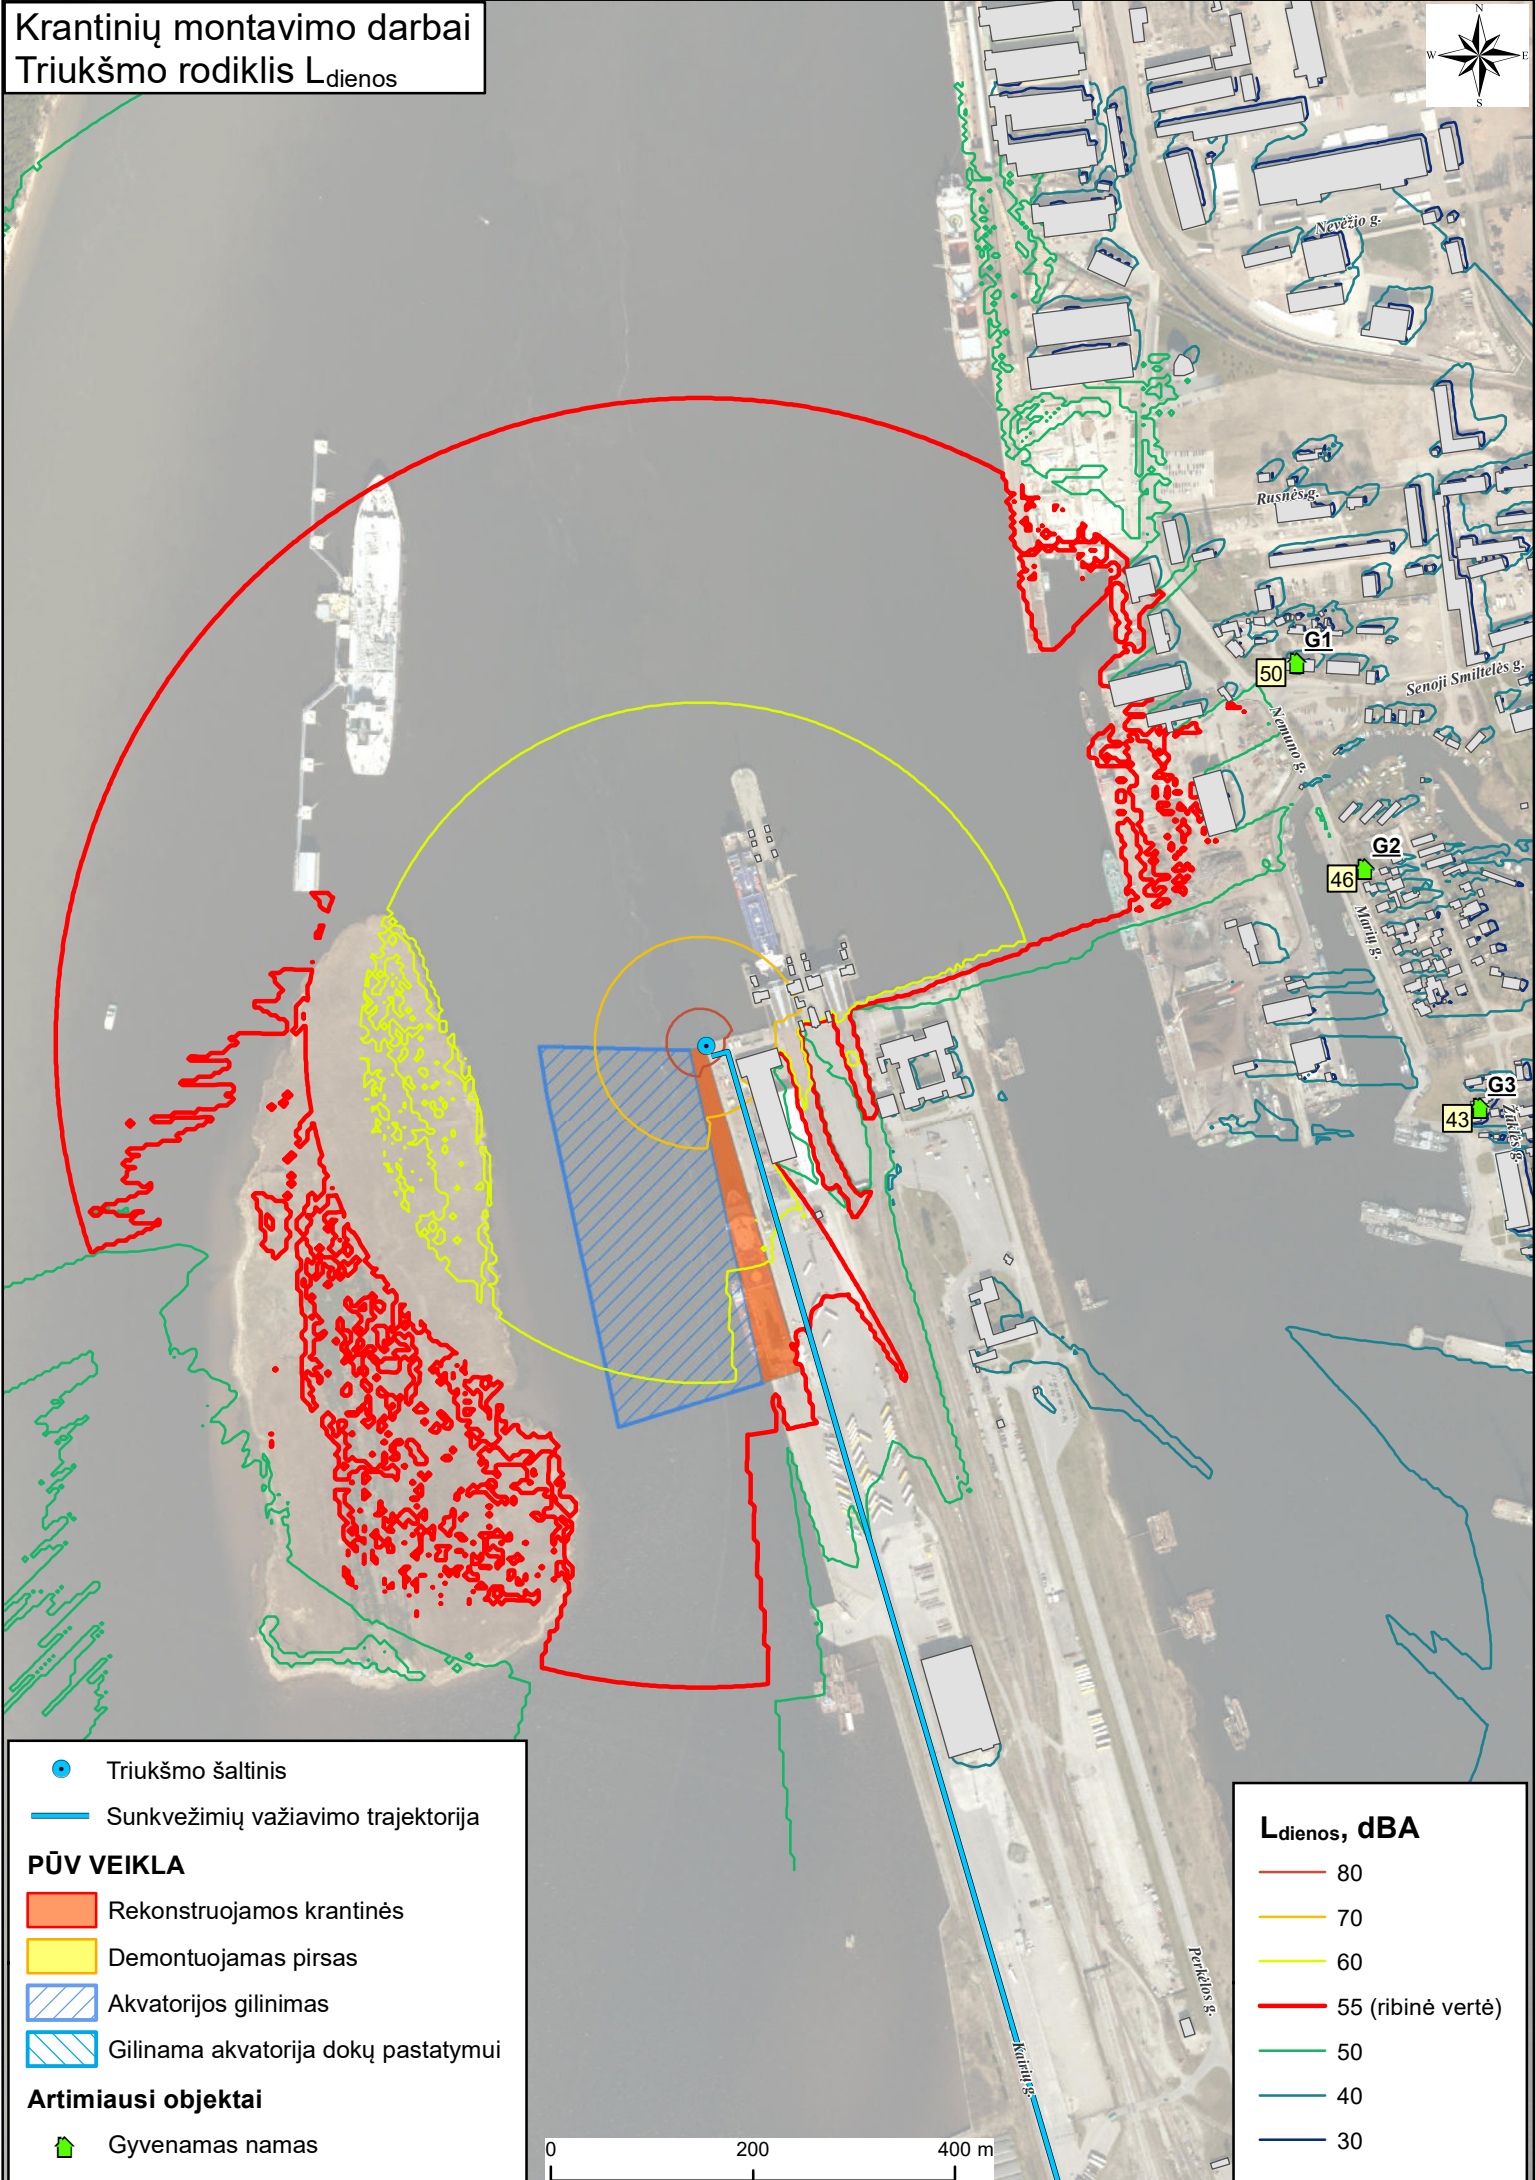 Krantinių montavimo darbai
Triukšmo rodiklis Ldienos
N
W E
S
Nevėžio g.
Rusnės g.
G1
50
Senoji Smiltelės g.
Nemuno g.
G2
46
Marių g.
G3
43
Žūklės g.
Perkėlos g.
Kairių g.
Triukšmo šaltinis
Sunkvežimių važiavimo trajektorija
PŪV VEIKLA
Rekonstruojamos krantinės
Demontuojamas pirsas
Akvatorijos gilinimas
Gilinama akvatorija dokų pastatymui
Artimiausi objektai
Gyvenamas namas
0 200 400 m
Ldienos, dBA
80
70
60
55 (ribinė vertė)
50
40
30